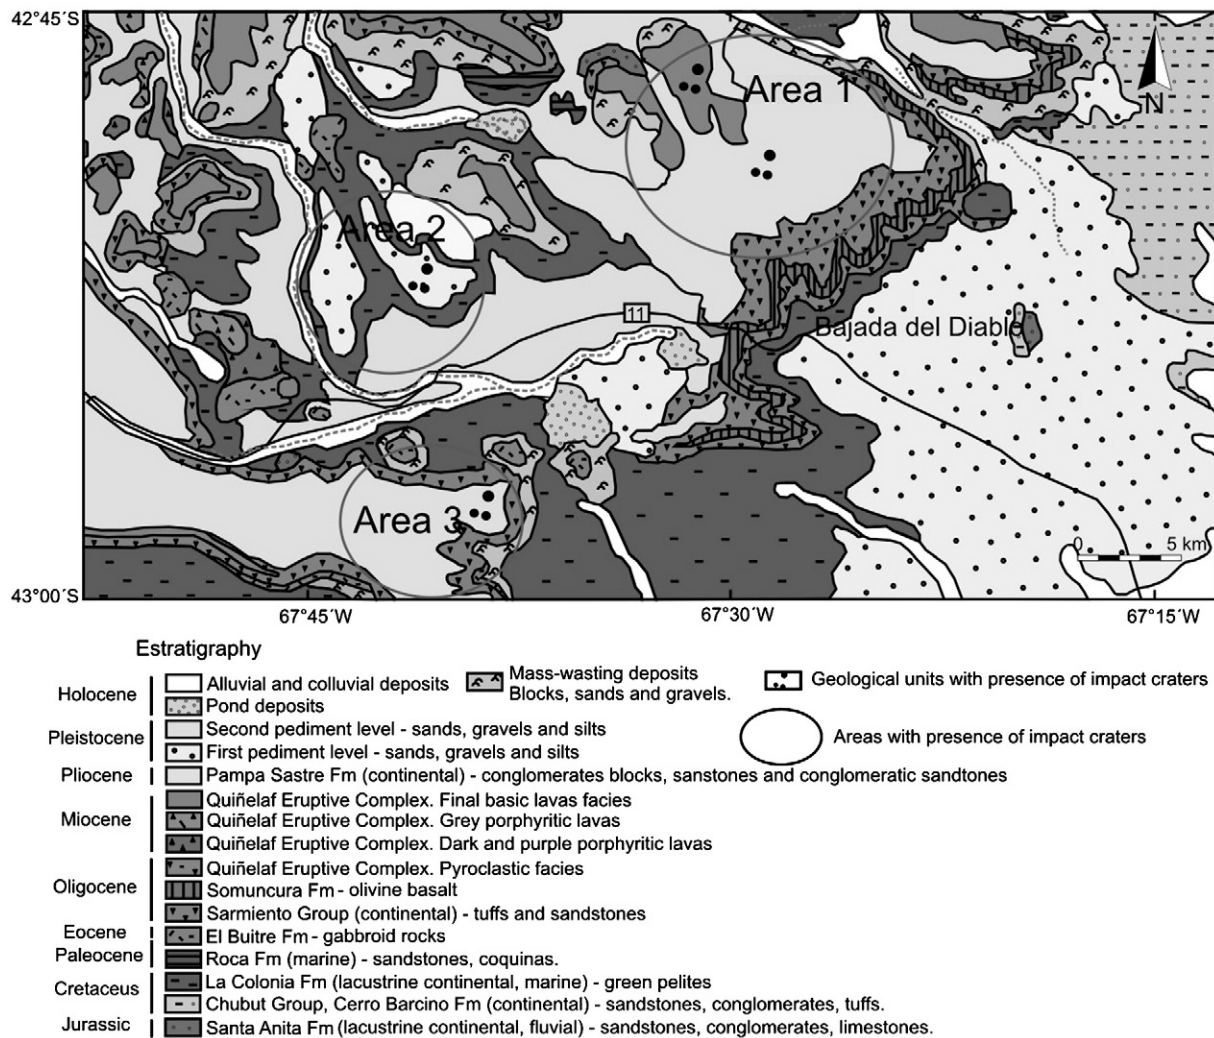 42°45´S
Area 1
N
Area 2
11
Bajada del Diablo
Area 3
0 5 km
43°00´S
67°45´W 67°30´W 67°15´W
Estratigraphy
Holocene
Alluvial and colluvial deposits
Pond deposits
Mass-wasting deposits
Blocks, sands and gravels.
Geological units with presence of impact craters
Areas with presence of impact craters
Pleistocene
Second pediment level - sands, gravels and silts
First pediment level - sands, gravels and silts
Pliocene
Pampa Sastre Fm (continental) - conglomerates blocks, sanstones and conglomeratic sandtones
Miocene
Quiñelaf Eruptive Complex. Final basic lavas facies
Quiñelaf Eruptive Complex. Grey porphyritic lavas
Quiñelaf Eruptive Complex. Dark and purple porphyritic lavas
Oligocene
Quiñelaf Eruptive Complex. Pyroclastic facies
Somuncura Fm - olivine basalt
Sarmiento Group (continental) - tuffs and sandstones
Eocene
El Buitre Fm - gabbroid rocks
Paleocene
Roca Fm (marine) - sandstones, coquinas.
Cretaceus
La Colonia Fm (lacustrine continental, marine) - green pelites
Chubut Group, Cerro Barcino Fm (continental) - sandstones, conglomerates, tuffs.
Jurassic
Santa Anita Fm (lacustrine continental, fluvial) - sandstones, conglomerates, limestones.